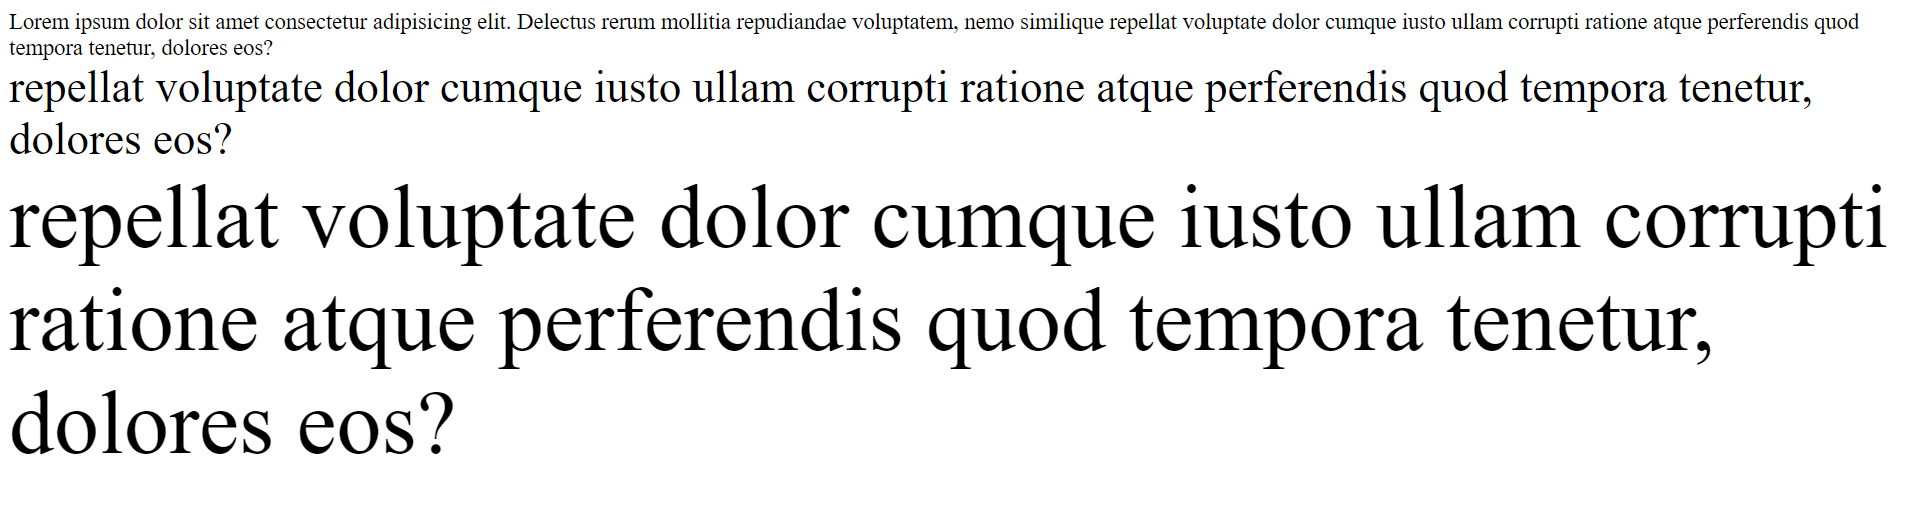 Lorem ipsum dolor sit amet consectetur adipisicing elit. Delectus rerum mollitia repudiandae voluptatem, nemo similique repellat voluptate dolor cumque iusto ullam corrupti ratione atque perferendis quod
tempora tenetur, dolores eos?
repellat voluptate dolor cumque iusto ullam corrupti ratione atque perferendis quod tempora tenetur,
dolores eos?
repellat voluptate dolor cumque iusto ullam corrupti
ratione atque perferendis quod tempora tenetur,
dolores eos?